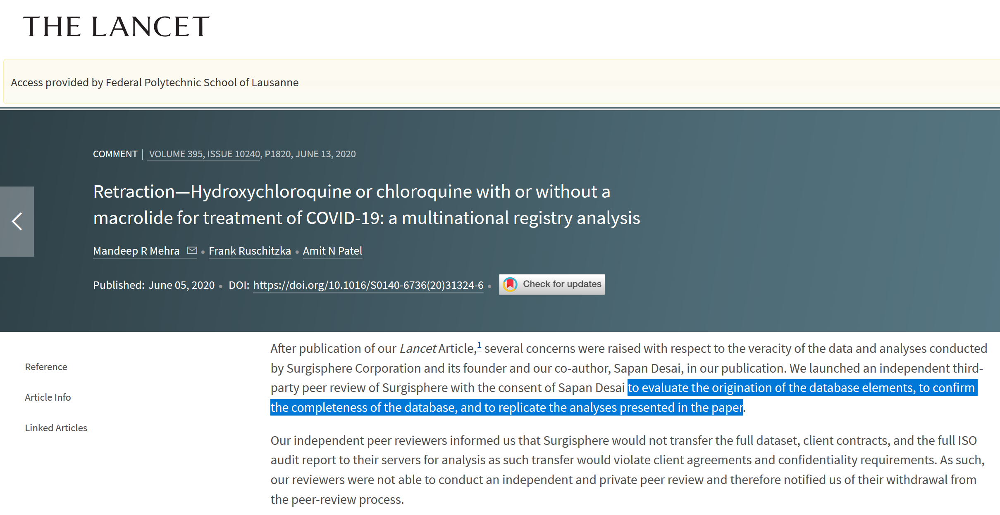 THE LANCET
Access provided by Federal Polytechnic School of Lausanne
COMMENT | VOLUME 395, ISSUE 10240, P1820, JUNE 13, 2020
Retraction—Hydroxychloroquine or chloroquine with or without a
macrolide for treatment of COVID-19: a multinational registry analysis
Mandeep R Mehra • Frank Ruschitzka • Amit N Patel
Published: June 05, 2020 • DOI: https://doi.org/10.1016/S0140-6736(20)31324-6 • Check for updates
Reference
Article Info
Linked Articles
After publication of our Lancet Article,1 several concerns were raised with respect to the veracity of the data and analyses conducted
by Surgisphere Corporation and its founder and our co-author, Sapan Desai, in our publication. We launched an independent third-
party peer review of Surgisphere with the consent of Sapan Desai to evaluate the origination of the database elements, to confirm
the completeness of the database, and to replicate the analyses presented in the paper.
Our independent peer reviewers informed us that Surgisphere would not transfer the full dataset, client contracts, and the full ISO
audit report to their servers for analysis as such transfer would violate client agreements and confidentiality requirements. As such,
our reviewers were not able to conduct an independent and private peer review and therefore notified us of their withdrawal from
the peer-review process.